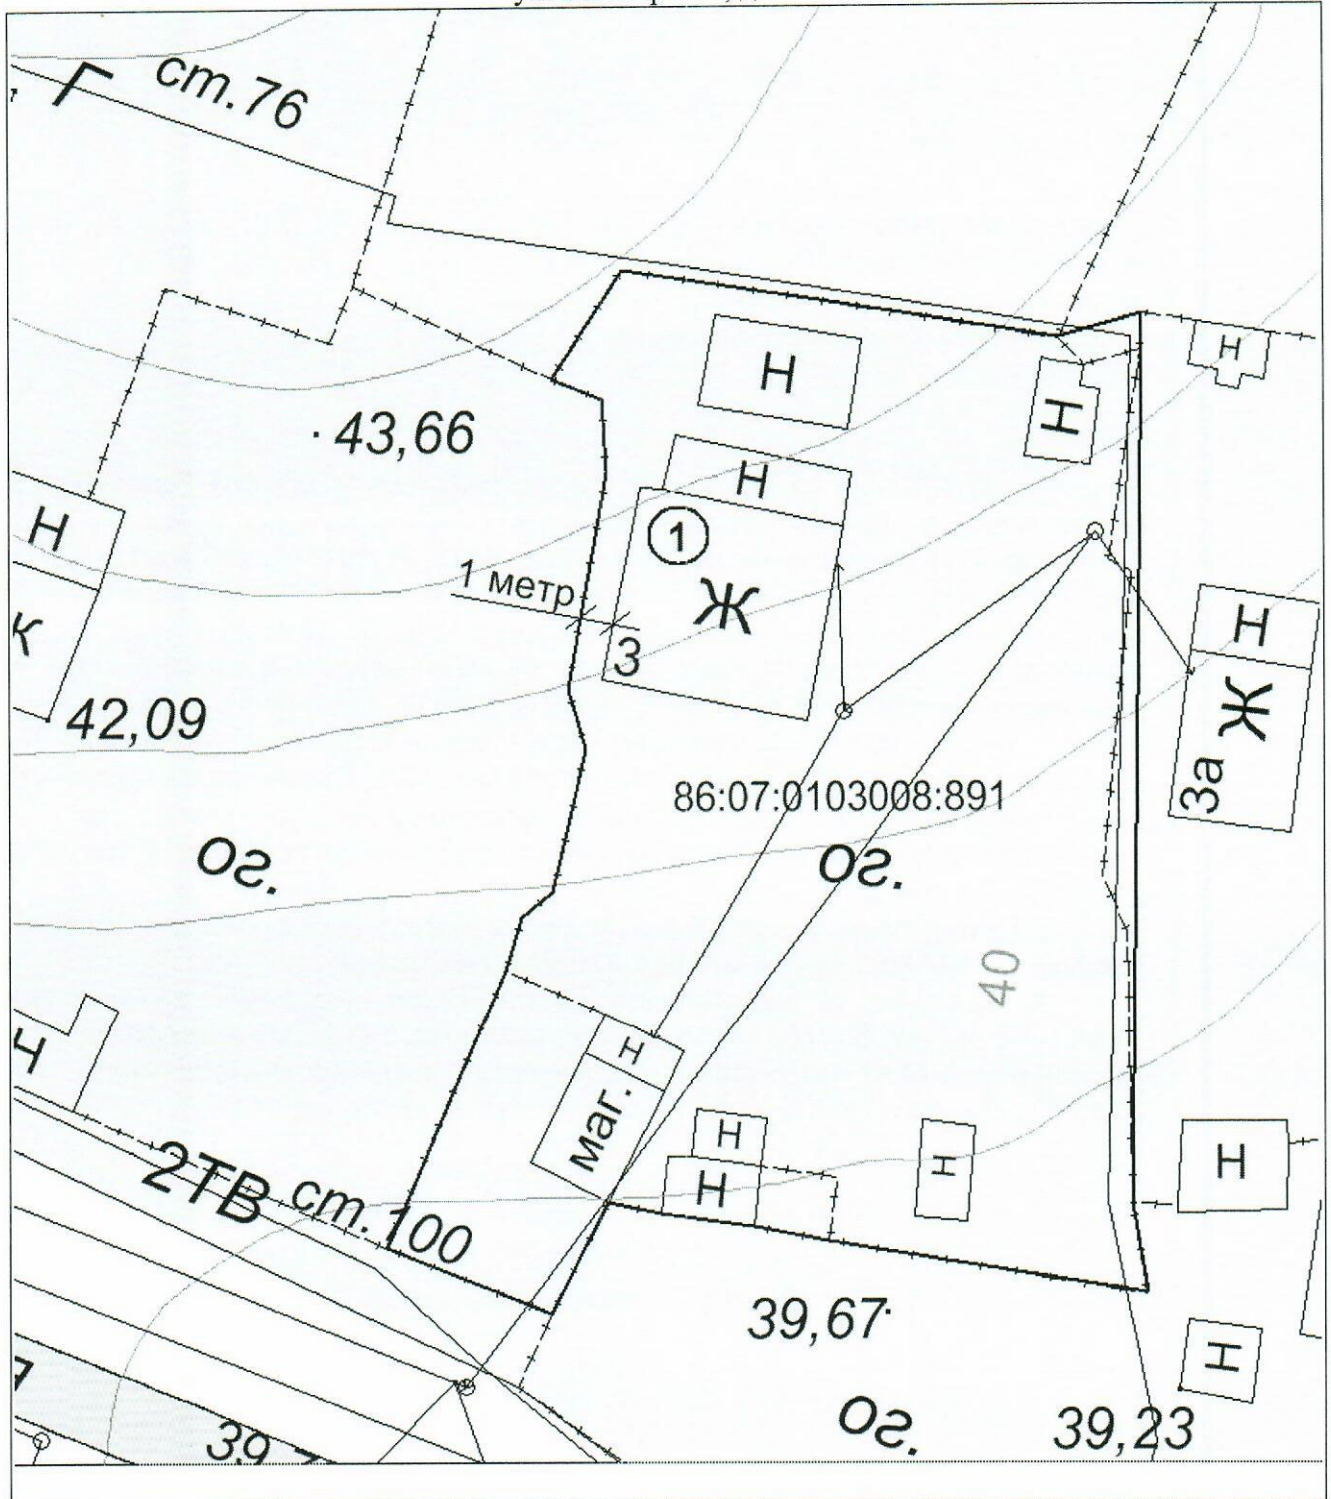 Г ст.76
Н
Н
· 43,66
Н
Н
Н
1
1 метр
Ж
3
Н
К
42,09
Ж
3а
86:07:0103008:891
ог.
ог.
40
Н
маг.
Н
Н
Н
Н
Н
2ТВ ст.100
39,67
Н
ог.
39,23